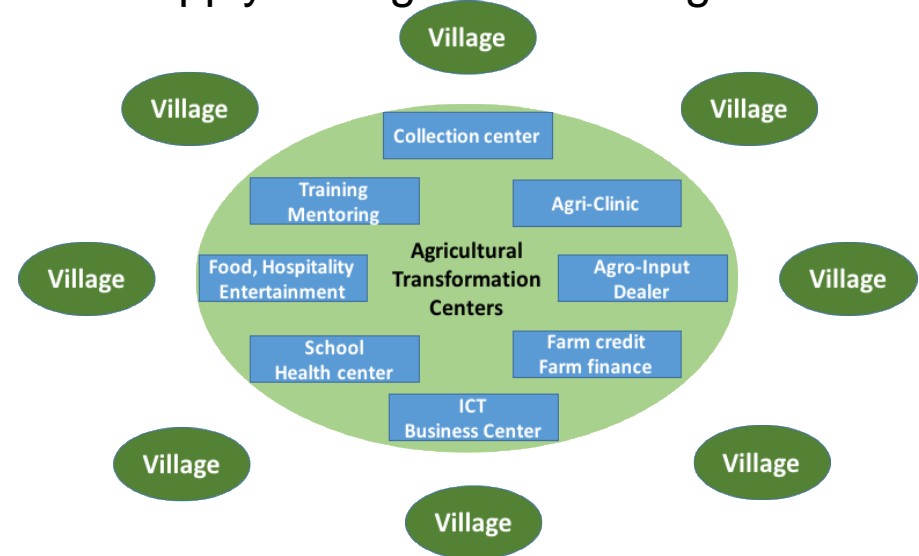 Village
Village
Village
Collection center
Training
Mentoring
Agri-Clinic
Agricultural
Transformation
Centers
Village
Food, Hospitality
Entertainment
Agro-Input
Dealer
Village
School
Health center
Farm credit
Farm finance
ICT
Business Center
Village
Village
Village